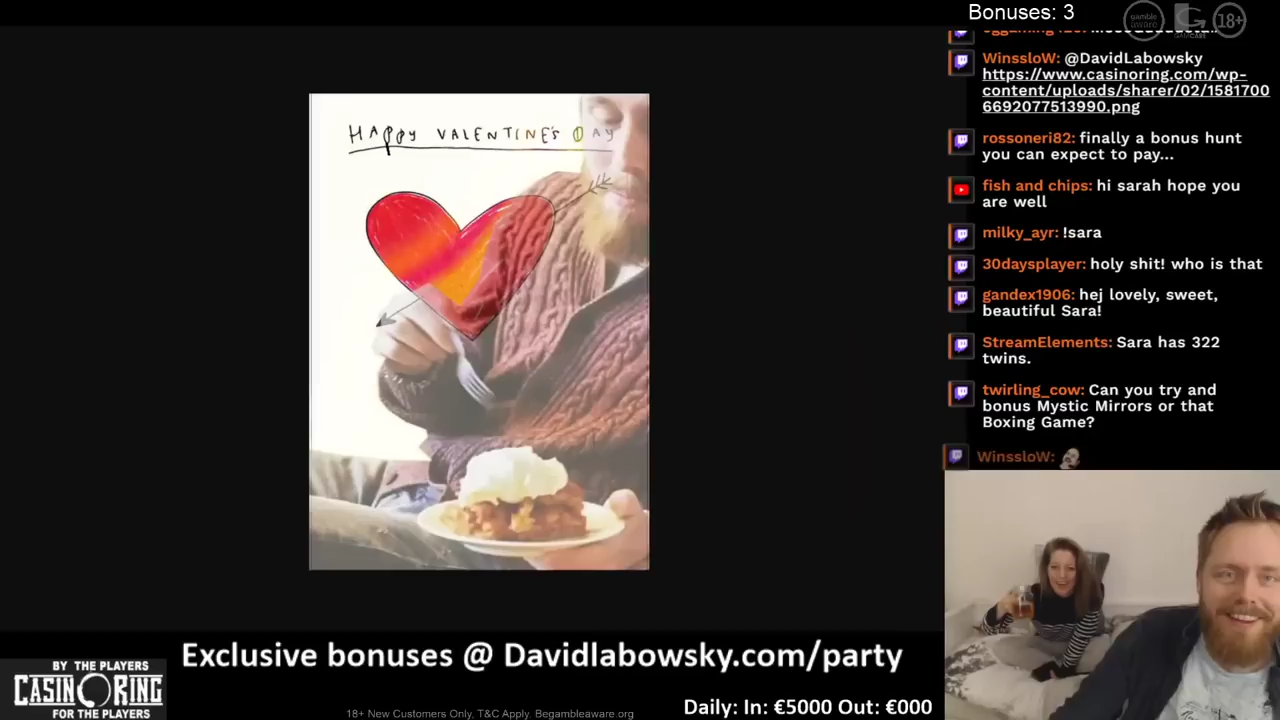 Bonuses: 3
gamble
aware
G
GAMCARE
18+
WinssloW: @DavidLabowsky
https://www.casinoring.com/wp-
content/uploads/sharer/02/1581700
6692077513990.png
rossoneri82: finally a bonus hunt
you can expect to pay...
fish and chips: hi sarah hope you
are well
milky_ayr: !sara
30daysplayer: holy shit! who is that
gandex1906: hej lovely, sweet,
beautiful Sara!
StreamElements: Sara has 322
twins.
twirling_cow: Can you try and
bonus Mystic Mirrors or that
Boxing Game?
WinssloW:
HAppy VALENTINE'S DAY
Exclusive bonuses @ Davidlabowsky.com/party
BY THE PLAYERS
CASINORING
FOR THE PLAYERS
18+ New Customers Only, T&C Apply, Begambleaware.org
Daily: In: €5000 Out: €000